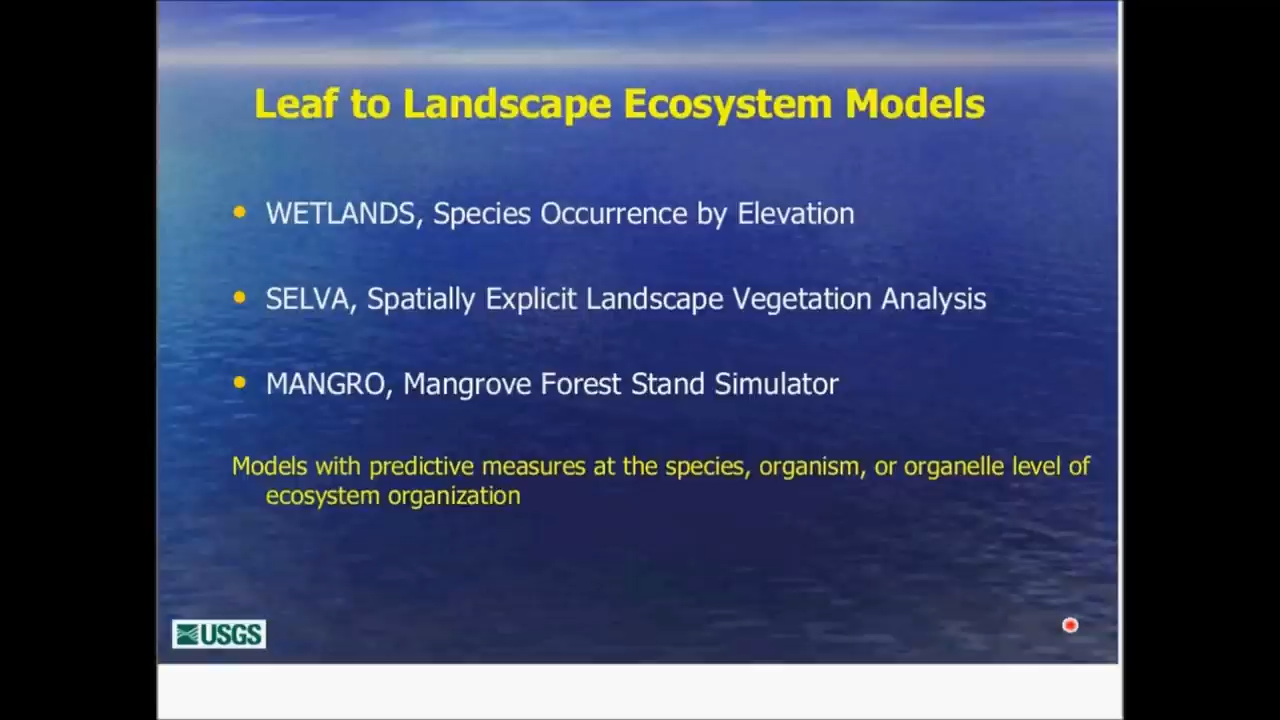 Leaf to Landscape Ecosystem Models
• WETLANDS, Species Occurrence by Elevation
• SELVA, Spatially Explicit Landscape Vegetation Analysis
• MANGRO, Mangrove Forest Stand Simulator
Models with predictive measures at the species, organism, or organelle level of
ecosystem organization
USGS